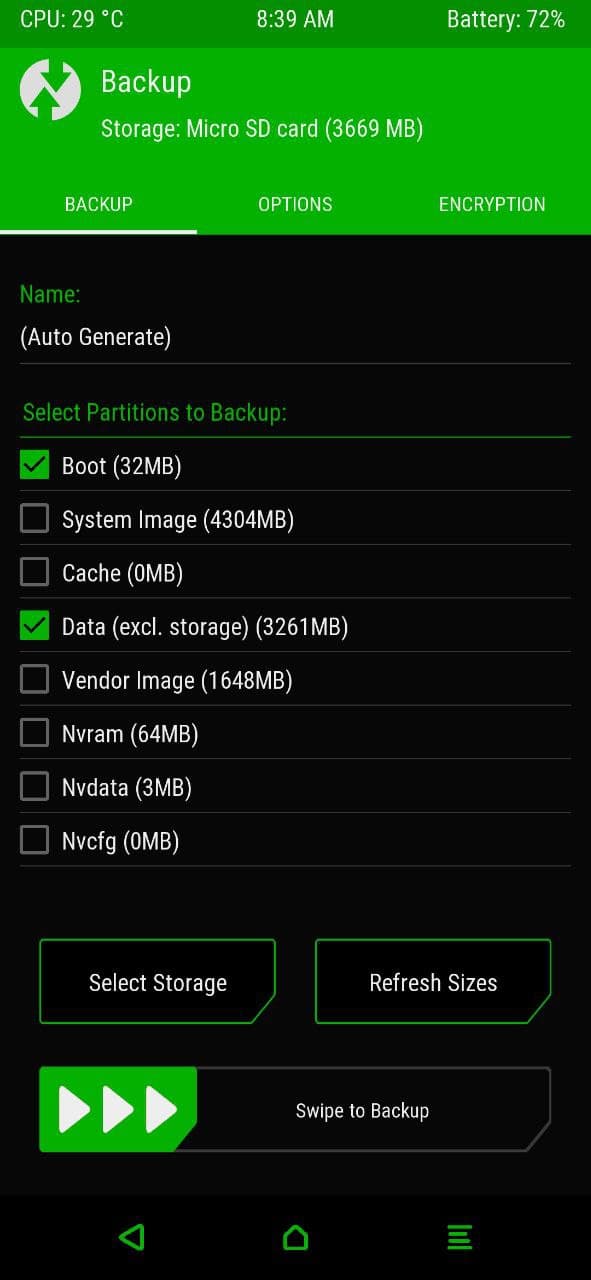 CPU: 29 °C 8:39 AM Battery: 72%
Backup
Storage: Micro SD card (3669 MB)
BACKUP OPTIONS ENCRYPTION
Name:
(Auto Generate)
Select Partitions to Backup:
Boot (32MB)
System Image (4304MB)
Cache (0MB)
Data (excl. storage) (3261MB)
Vendor Image (1648MB)
Nvram (64MB)
Nvdata (3MB)
Nvcfg (0MB)
Select Storage Refresh Sizes
Swipe to Backup